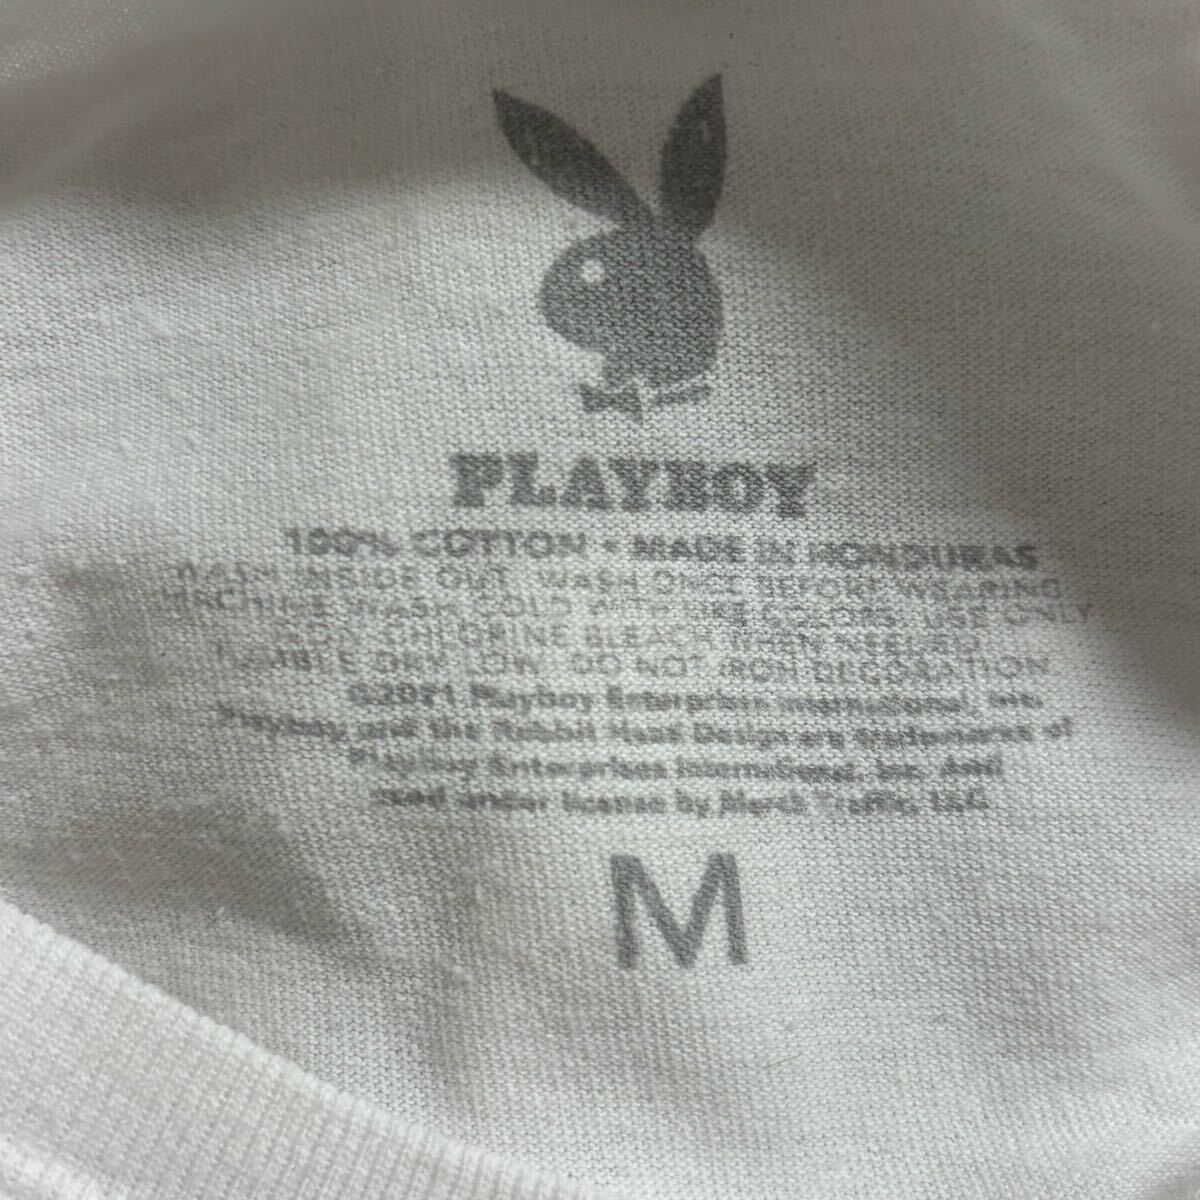 PLAYBOY
100% COTTON • MADE IN HONDURAS
WASH INSIDE OUT. WASH ONCE BEFORE WEARING.
MACHINE WASH COLD WITH LIKE COLORS. USE ONLY
NON-CHLORINE BLEACH WHEN NEEDED.
TUMBLE DRY LOW. DO NOT IRON DECORATION.
©2021 Playboy Enterprises International, Inc.
Playboy and the Rabbit Head Design are trademarks of
Playboy Enterprises International, Inc. and
used under license by Merch Traffic, LLC
M